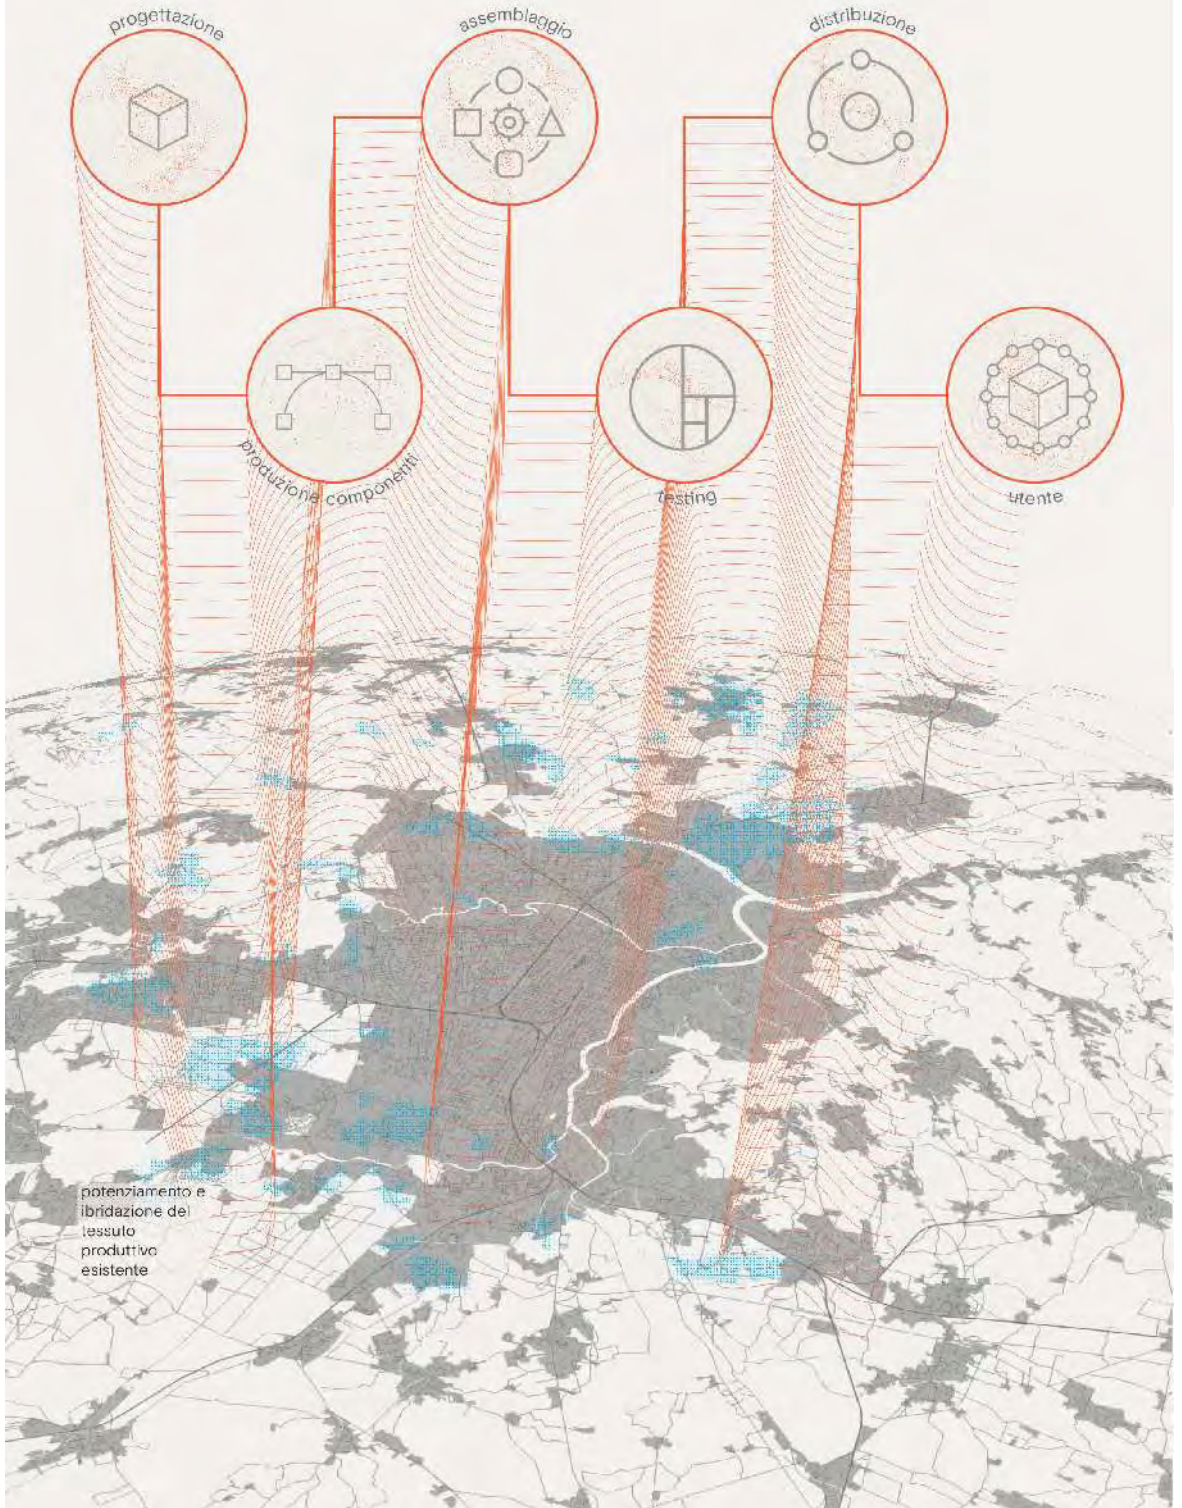 progettazione
assemblaggio
distribuzione
produzione componenti
testing
utente
potenziamento e
ibridazione del
tessuto
produttivo
esistente